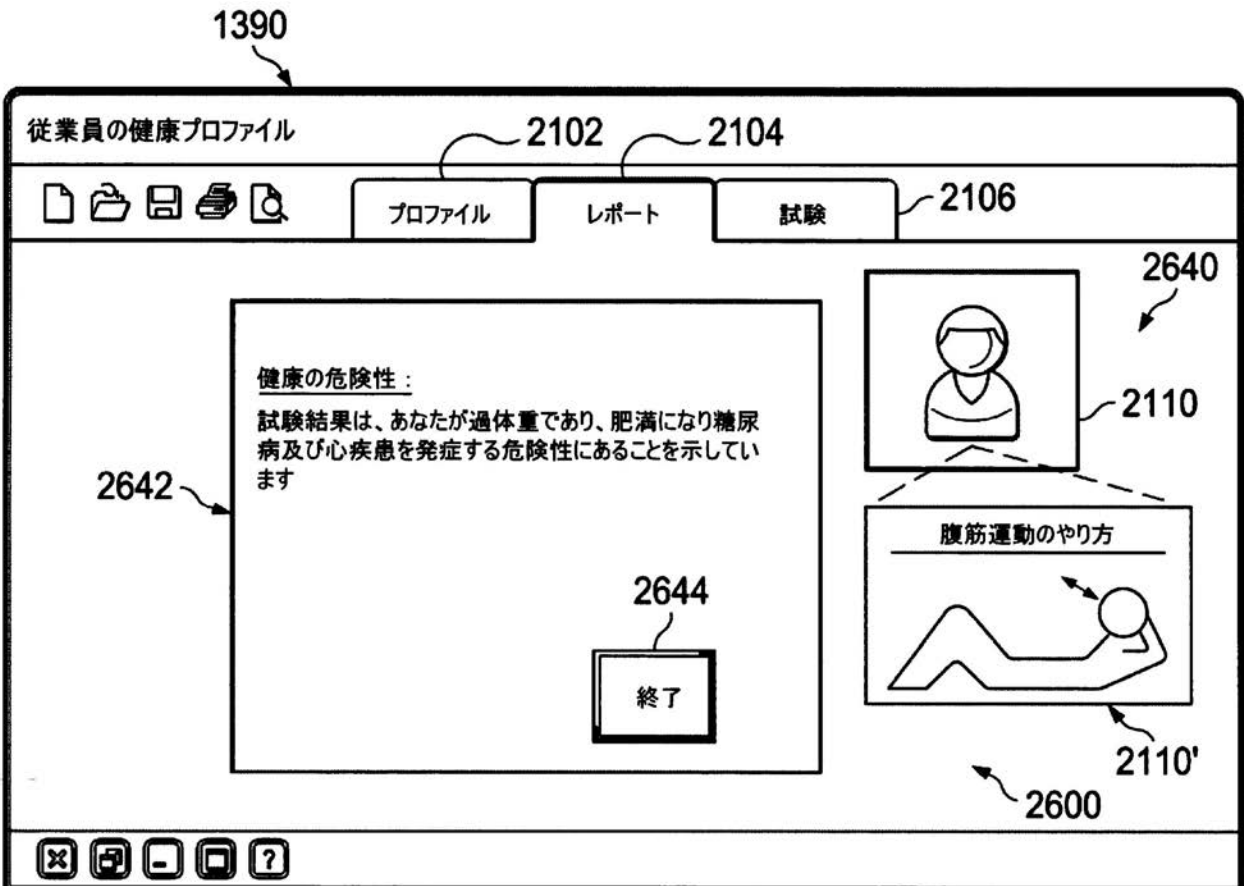 1390
従業員の健康プロファイル
2102
2104
プロファイル
レポート
試験
2106
2640
健康の危険性：
試験結果は、あなたが過体重であり、肥満になり糖尿
病及び心疾患を発症する危険性にあることを示してい
ます
2642
2110
腹筋運動のやり方
2644
終了
2110'
2600
?